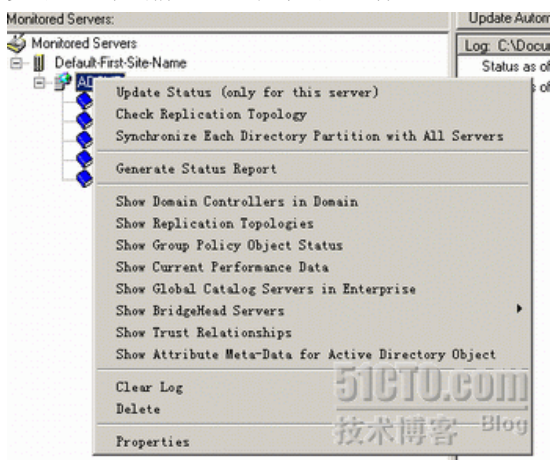 Monitored Servers:
Update Autom
Monitored Servers
Log: C:\Docu
Default-First-Site-Name
Status as of
s of
Update Status (only for this server)
Check Replication Topology
Synchronize Each Directory Partition with All Servers
Generate Status Report
Show Domain Controllers in Domain
Show Replication Topologies
Show Group Policy Object Status
Show Current Performance Data
Show Global Catalog Servers in Enterprise
Show BridgeHead Servers
Show Trust Relationships
Show Attribute Meta-Data for Active Directory Object
Clear Log
Delete
Properties
51CTO.com
技术博客 Blog